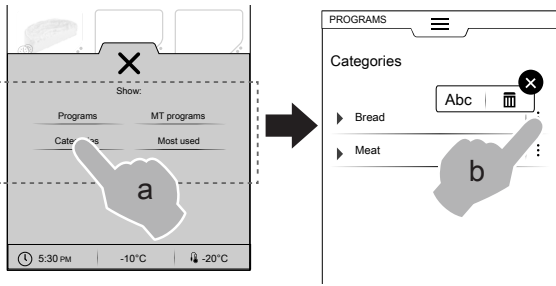 Show:
Programs MT programs
Categories Most used
a
5:30 PM -10°C -20°C
PROGRAMS
Categories
Abc
Bread
Meat
b